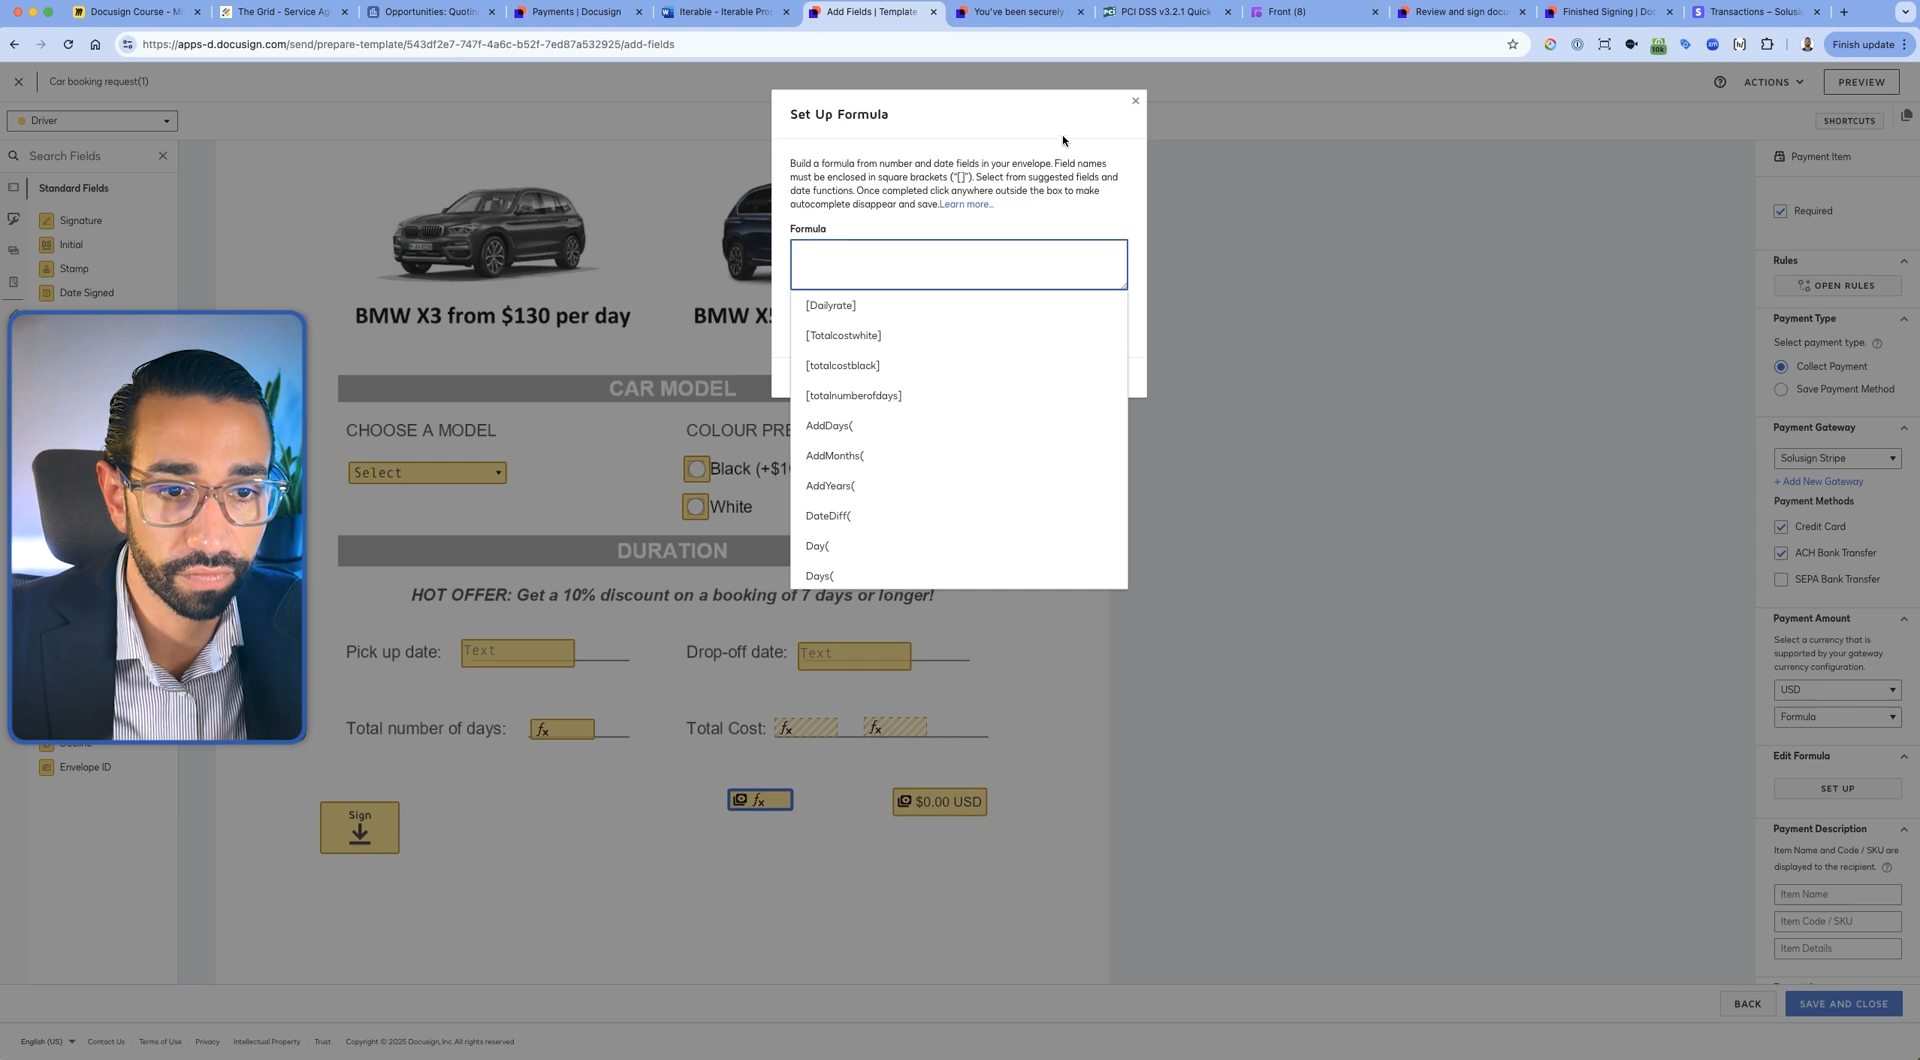 Docusign Course - Mi
The Grid - Service Ag
Opportunities: Quotin
Payments | Docusign
Iterable - Iterable Pro
Add Fields | Template
You've been securely
PCI DSS v3.2.1 Quick
Front (8)
Review and sign docu
Finished Signing | Doc
Transactions – Solusig
https://apps-d.docusign.com/send/prepare-template/543df2e7-747f-4a6c-b52f-7ed87a532925/add-fields
10k
Finish update
Car booking request(1)
ACTIONS
PREVIEW
Driver
SHORTCUTS
Search Fields
Standard Fields
Signature
Initial
Stamp
Date Signed
Envelope ID
BMW X3 from $130 per day
BMW X5
CAR MODEL
CHOOSE A MODEL
COLOUR PRE
Select
Black (+$1
White
DURATION
HOT OFFER: Get a 10% discount on a booking of 7 days or longer!
Pick up date:
Text
Drop-off date:
Text
Total number of days:
fx
Total Cost:
fx
fx
fx
$0.00 USD
Sign
Set Up Formula
Build a formula from number and date fields in your envelope. Field names
must be enclosed in square brackets ("[]"). Select from suggested fields and
date functions. Once completed click anywhere outside the box to make
autocomplete disappear and save.Learn more...
Formula
[Dailyrate]
[Totalcostwhite]
[totalcostblack]
[totalnumberofdays]
AddDays(
AddMonths(
AddYears(
DateDiff(
Day(
Days(
Payment Item
Required
Rules
OPEN RULES
Payment Type
Select payment type.
Collect Payment
Save Payment Method
Payment Gateway
Solusign Stripe
+ Add New Gateway
Payment Methods
Credit Card
ACH Bank Transfer
SEPA Bank Transfer
Payment Amount
Select a currency that is
supported by your gateway
currency configuration.
USD
Formula
Edit Formula
SET UP
Payment Description
Item Name and Code / SKU are
displayed to the recipient.
Item Name
Item Code / SKU
Item Details
BACK
SAVE AND CLOSE
English (US)
Contact Us
Terms of Use
Privacy
Intellectual Property
Trust
Copyright © 2025 Docusign, Inc. All rights reserved